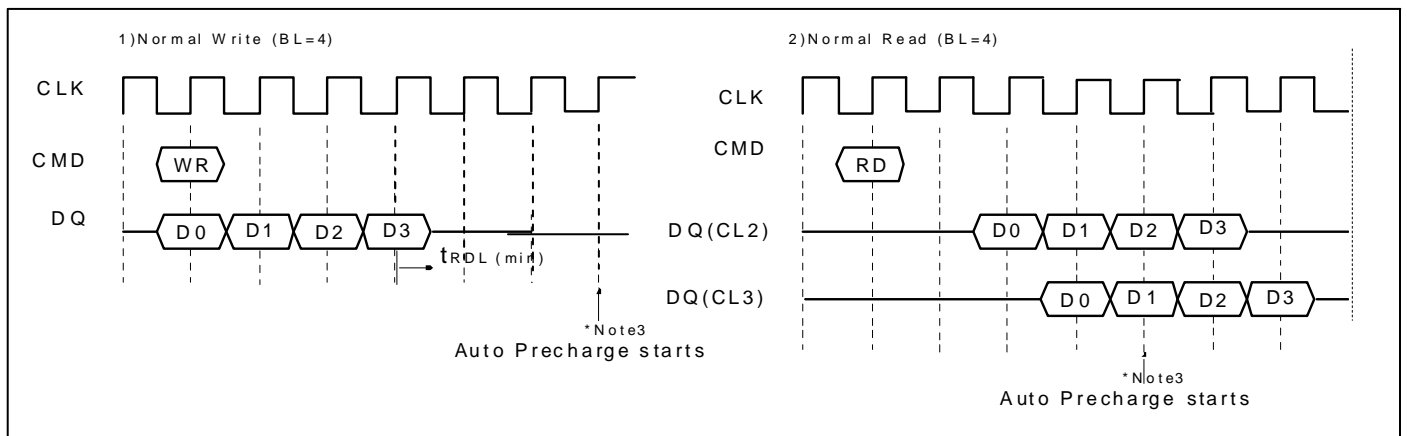 1)Normal Write (BL=4)
CLK
CMD
WR
DQ
D0 D1 D2 D3
tRDL (min)
*Note3
Auto Precharge starts
2)Normal Read (BL=4)
CLK
CMD
RD
DQ(CL2)
D0 D1 D2 D3
DQ(CL3)
D0 D1 D2 D3
*Note3
Auto Precharge starts